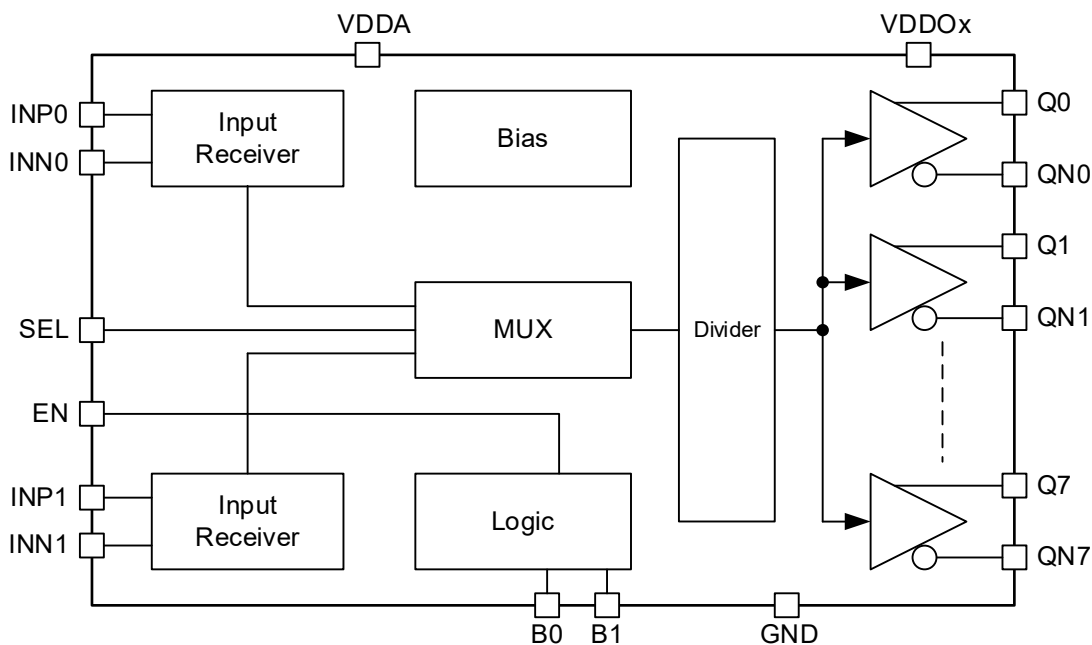 VDDA
VDDOx
INP0
INN0
Input
Receiver
Bias
Q0
QN0
Q1
QN1
SEL
MUX
Divider
EN
INP1
INN1
Input
Receiver
Logic
Q7
QN7
B0
B1
GND